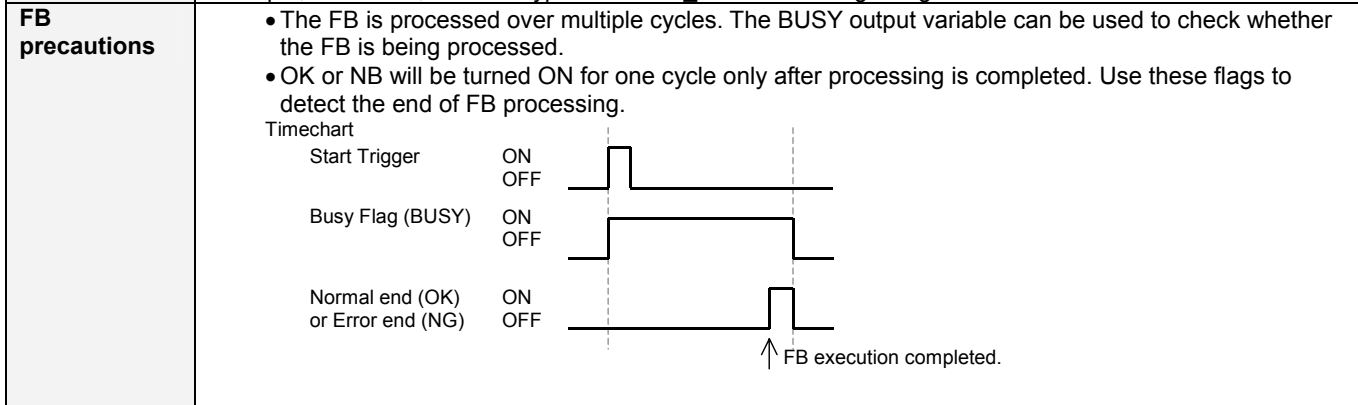 FB
precautions
• The FB is processed over multiple cycles. The BUSY output variable can be used to check whether
the FB is being processed.
• OK or NB will be turned ON for one cycle only after processing is completed. Use these flags to
detect the end of FB processing.
Timechart
Start Trigger ON
OFF
Busy Flag (BUSY) ON
OFF
Normal end (OK) ON
or Error end (NG) OFF
FB execution completed.